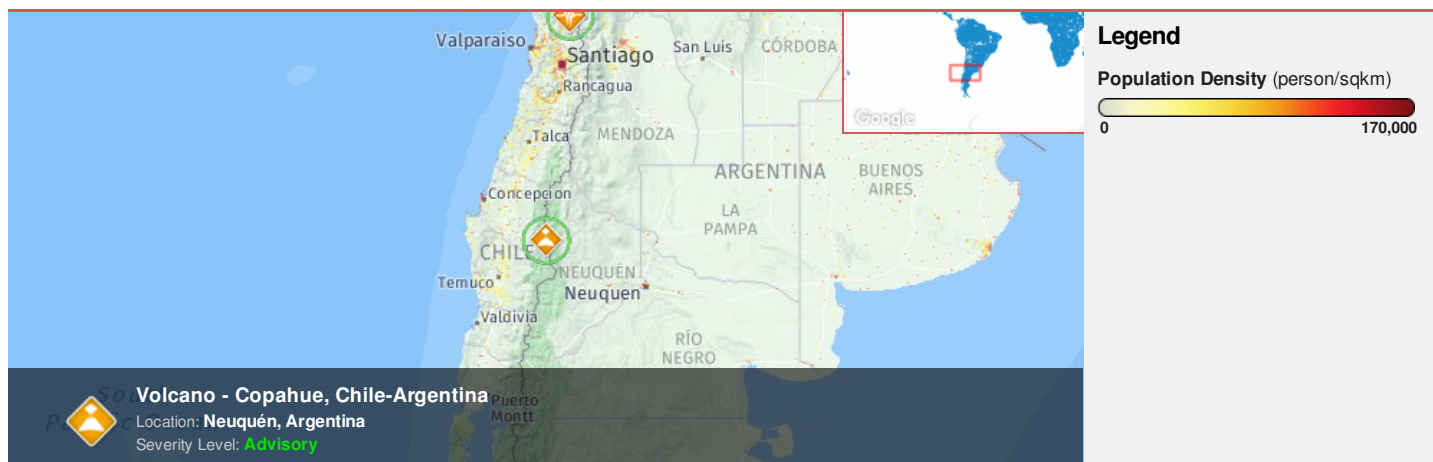 Valparaiso
Santiago
San Luis
CÓRDOBA
Rancagua
Talca
MENDOZA
ARGENTINA
BUENOS
AIRES
Concepcion
LA
PAMPA
CHILE
NEUQUÉN
Temuco
Neuquen
Valdivia
RÍO
NEGRO
Puerto
Montt
Google
Volcano - Copahue, Chile-Argentina
Location: Neuquén, Argentina
Severity Level: Advisory
Legend
Population Density (person/sqkm)
0 170,000